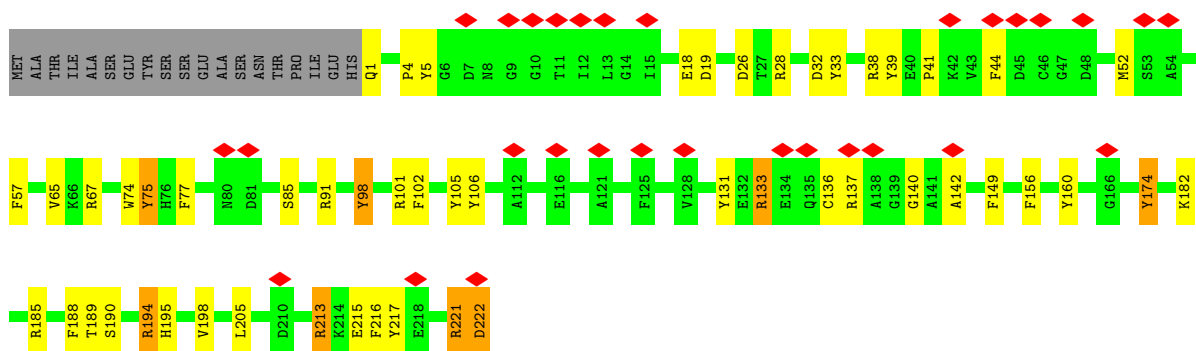 MET ALA THR ILE ALA SER GLU TYR SER SER GLU ALA SER ASN THR PRO ILE GLU HIS Q1 P4 Y5 G6 D7 N8 G9 G10 T11 I12 L13 G14 I15 E18 D19 D26 T27 R28 D32 Y33 R38 Y39 E40 P41 K42 V43 F44 D45 C46 G47 D48 M52 S53 A54
F57 V65 K66 R67 W74 Y75 H76 F77 N80 D81 S85 R91 Y98 R101 F102 Y105 Y106 A112 E116 A121 F125 V128 Y131 E132 R133 E134 Q135 C136 R137 A138 G139 G140 A141 A142 F149 F156 Y160 G166 Y174 K182
R185 F188 T189 S190 R194 H195 V198 L205 D210 R213 K214 E215 F216 Y217 E218 R221 D222